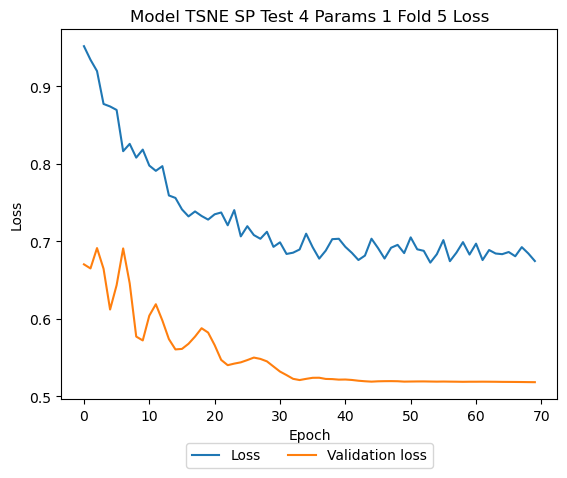 Model TSNE SP Test 4 Params 1 Fold 5 Loss
Loss
0.9
0.8
0.7
0.6
0.5
0 10 20 30 40 50 60 70
Epoch
Loss Validation loss